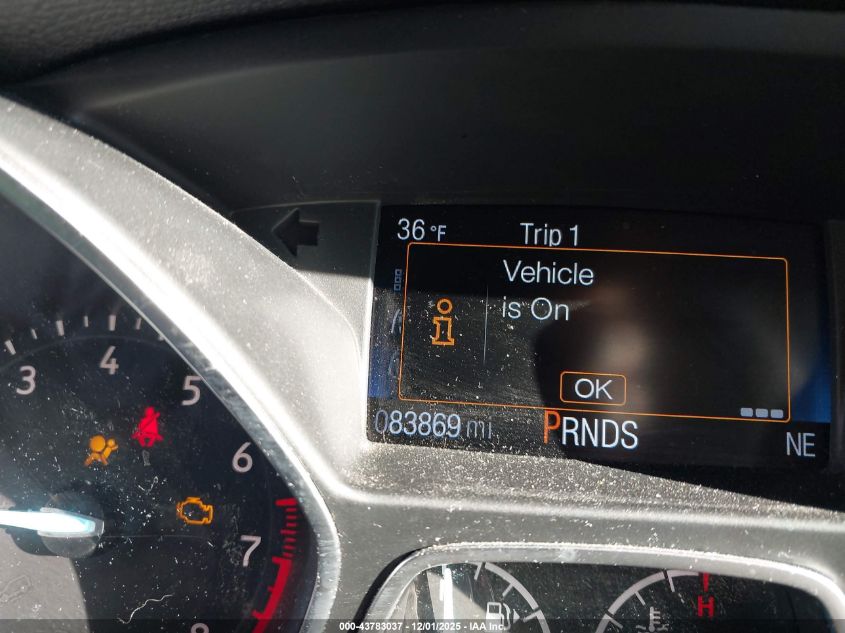 36 °F Trip 1
Vehicle
is On
OK
083869 mi PRNDS NE
3 4 5 6 7 8
H
000-43783037 - 12/01/2025 - IAA Inc.